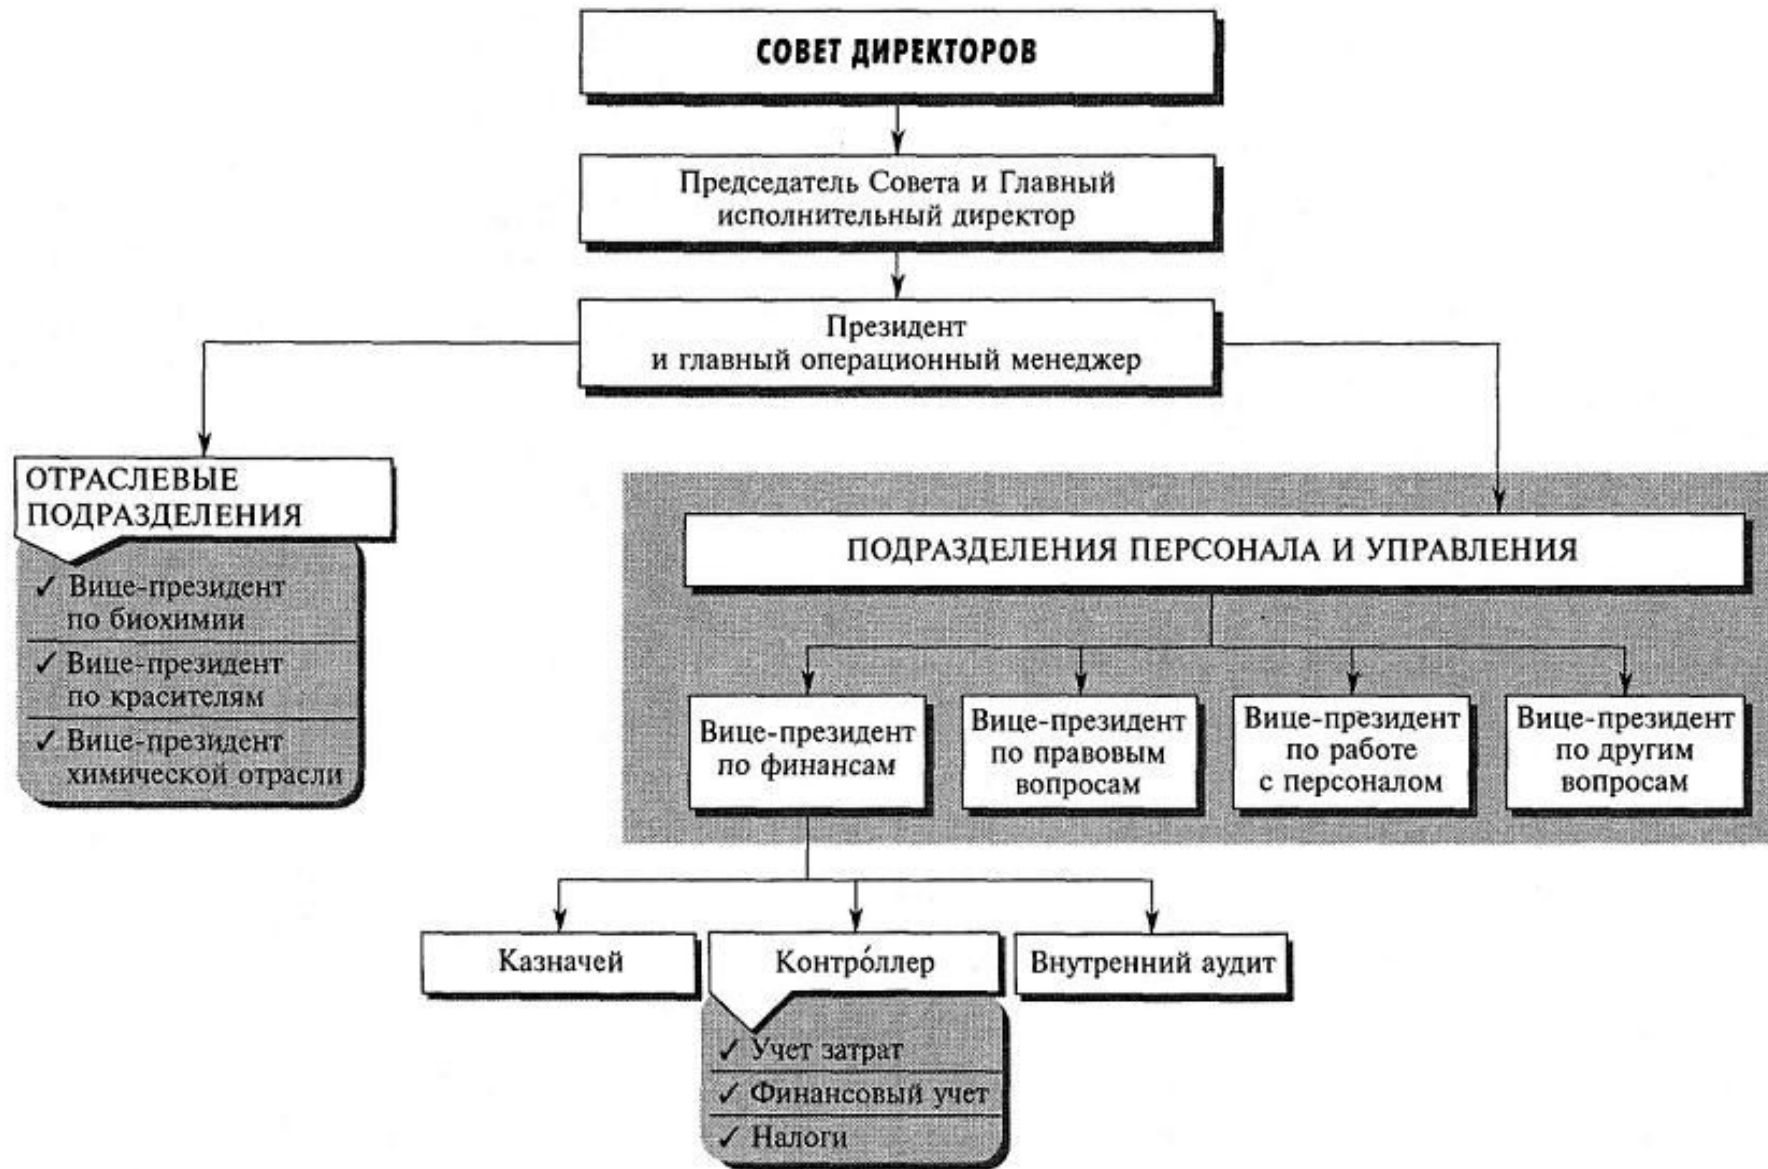 СОВЕТ ДИРЕКТОРОВ
Председатель Совета и Главный
исполнительный директор
Президент
и главный операционный менеджер
ОТРАСЛЕВЫЕ
ПОДРАЗДЕЛЕНИЯ
✓ Вице-президент
по биохимии
✓ Вице-президент
по красителям
✓ Вице-президент
химической отрасли
ПОДРАЗДЕЛЕНИЯ ПЕРСОНАЛА И УПРАВЛЕНИЯ
Вице-президент
по финансам
Вице-президент
по правовым
вопросам
Вице-президент
по работе
с персоналом
Вице-президент
по другим
вопросам
Казначей
Контро́ллер
Внутренний аудит
✓ Учет затрат
✓ Финансовый учет
✓ Налоги